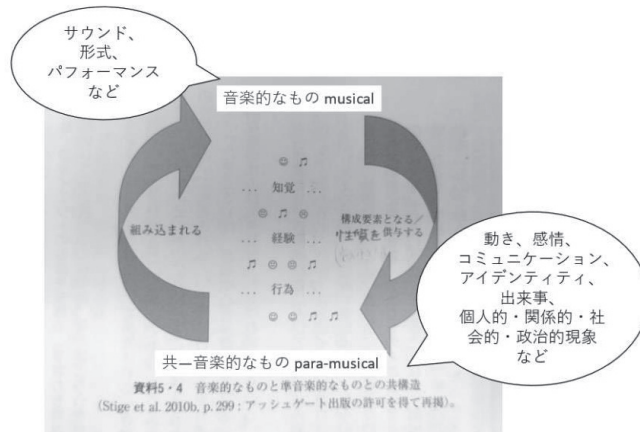 サウンド、
形式、
パフォーマンス
など
音楽的なもの musical
… 知覚 …
組み込まれる
構成要素となる/
供与する
… 経験 …
… 行為 …
動き、感情、
コミュニケーション、
アイデンティティ、
出来事、
個人的・関係的・社
会的・政治的現象
など
共―音楽的なもの para-musical
資料5・4 音楽的なものと準音楽的なものとの共構造
(Stige et al. 2010b, p.299;アッシュゲート出版の許可を得て再掲)。